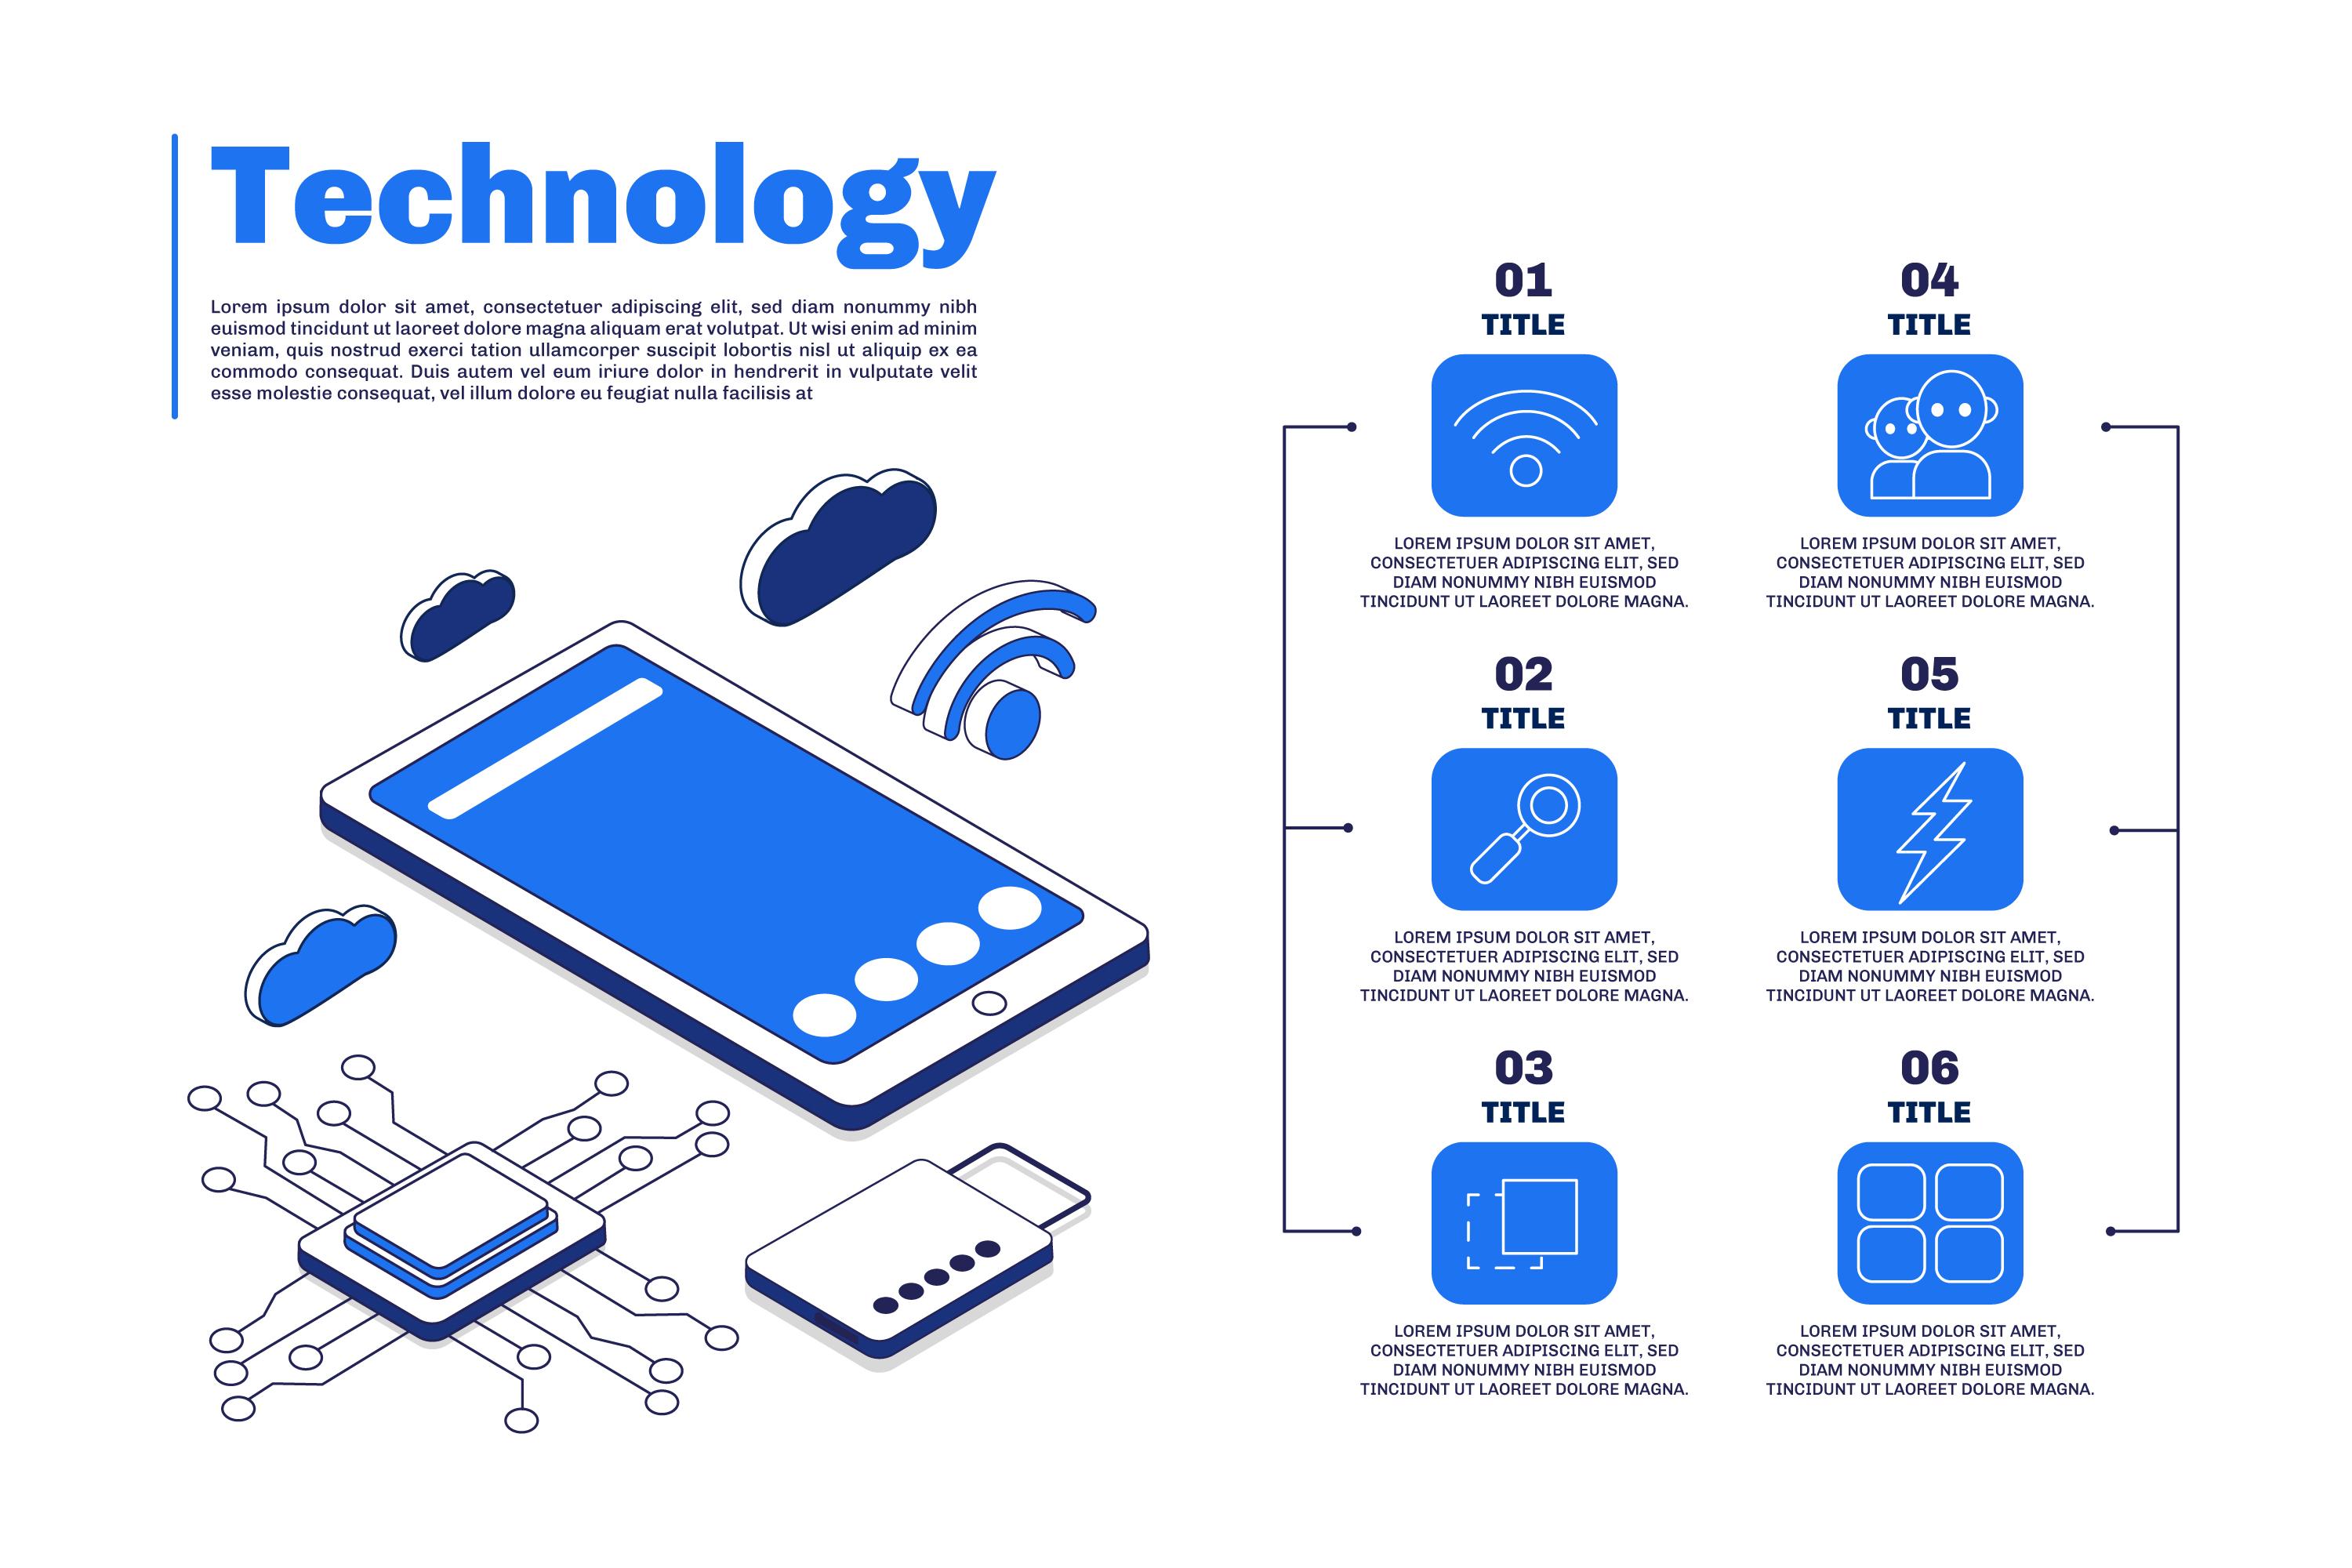 Technology
Lorem ipsum dolor sit amet, consectetuer adipiscing elit, sed diam nonummy nibh
euismod tincidunt ut laoreet dolore magna aliquam erat volutpat. Ut wisi enim ad minim
veniam, quis nostrud exerci tation ullamcorper suscipit lobortis nisl ut aliquip ex ea
commodo consequat. Duis autem vel eum iriure dolor in hendrerit in vulputate velit
esse molestie consequat, vel illum dolore eu feugiat nulla facilisis at
01
TITLE
LOREM IPSUM DOLOR SIT AMET,
CONSECTETUER ADIPISCING ELIT, SED
DIAM NONUMMY NIBH EUISMOD
TINCIDUNT UT LAOREET DOLORE MAGNA.
02
TITLE
LOREM IPSUM DOLOR SIT AMET,
CONSECTETUER ADIPISCING ELIT, SED
DIAM NONUMMY NIBH EUISMOD
TINCIDUNT UT LAOREET DOLORE MAGNA.
03
TITLE
LOREM IPSUM DOLOR SIT AMET,
CONSECTETUER ADIPISCING ELIT, SED
DIAM NONUMMY NIBH EUISMOD
TINCIDUNT UT LAOREET DOLORE MAGNA.
04
TITLE
LOREM IPSUM DOLOR SIT AMET,
CONSECTETUER ADIPISCING ELIT, SED
DIAM NONUMMY NIBH EUISMOD
TINCIDUNT UT LAOREET DOLORE MAGNA.
05
TITLE
LOREM IPSUM DOLOR SIT AMET,
CONSECTETUER ADIPISCING ELIT, SED
DIAM NONUMMY NIBH EUISMOD
TINCIDUNT UT LAOREET DOLORE MAGNA.
06
TITLE
LOREM IPSUM DOLOR SIT AMET,
CONSECTETUER ADIPISCING ELIT, SED
DIAM NONUMMY NIBH EUISMOD
TINCIDUNT UT LAOREET DOLORE MAGNA.